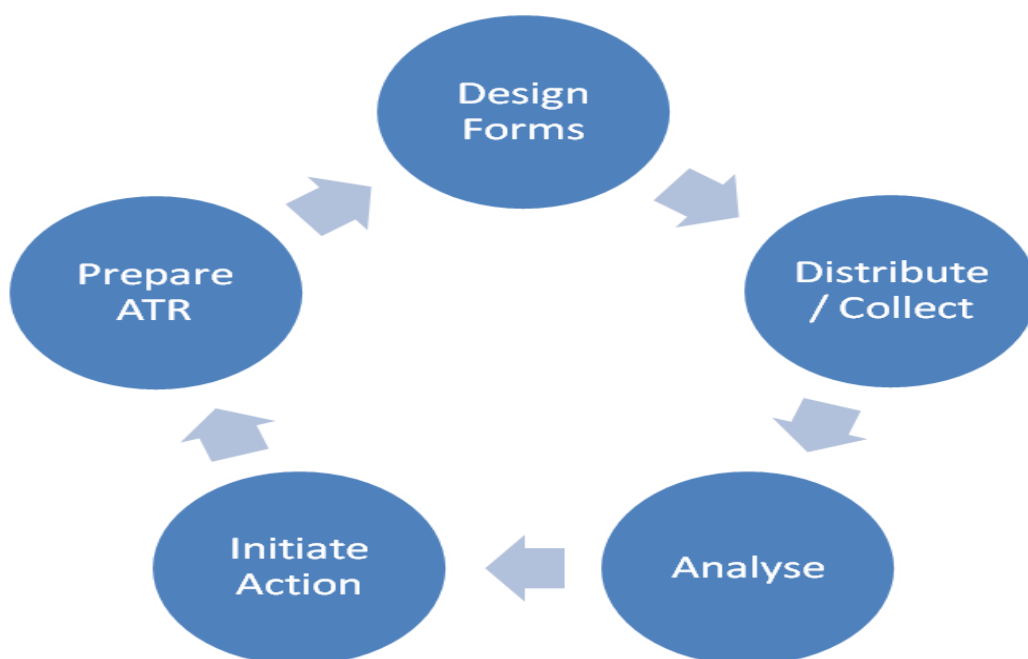 Design
Forms
Distribute
/ Collect
Analyse
Initiate
Action
Prepare
ATR